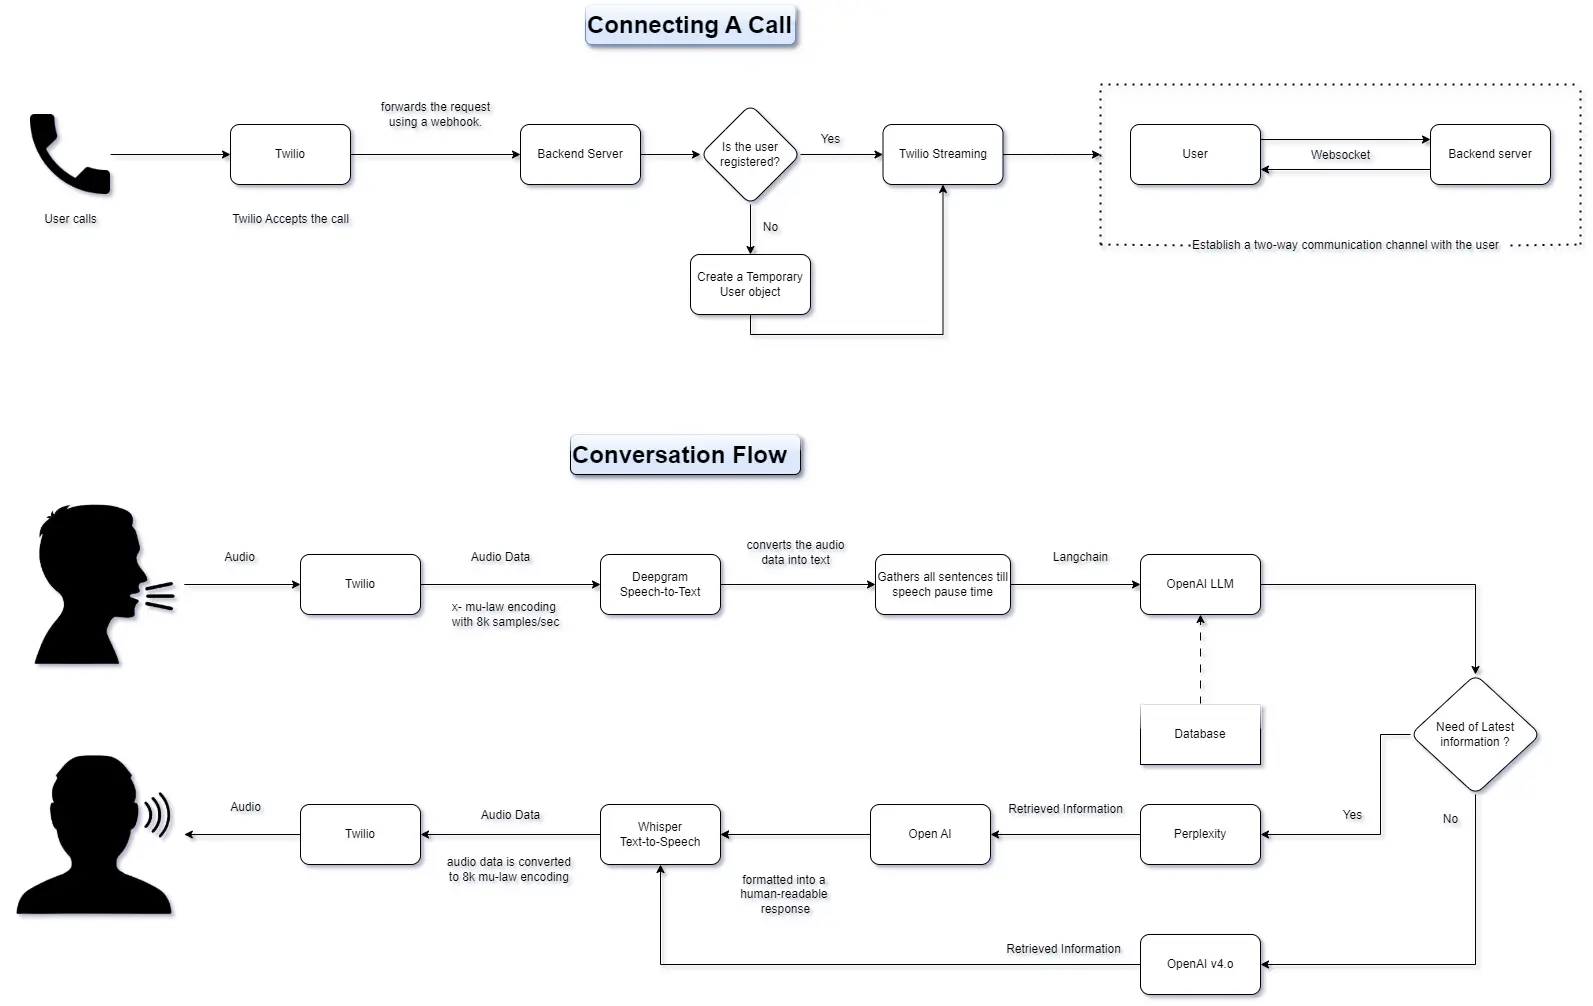 Connecting A Call
forwards the request
using a webhook.
Twilio
Backend Server
Is the user
registered?
Yes
Twilio Streaming
User
Websocket
Backend server
User calls
Twilio Accepts the call
No
Establish a two-way communication channel with the user
Create a Temporary
User object
Conversation Flow
Audio
Twilio
Audio Data
x- mu-law encoding
with 8k samples/sec
Deepgram
Speech-to-Text
converts the audio
data into text
Gathers all sentences till
speech pause time
Langchain
OpenAI LLM
Database
Need of Latest
information ?
Yes
No
Perplexity
Retrieved Information
Open AI
formatted into a
human-readable
response
Whisper
Text-to-Speech
Audio Data
audio data is converted
to 8k mu-law encoding
Twilio
Audio
Retrieved Information
OpenAI v4.o